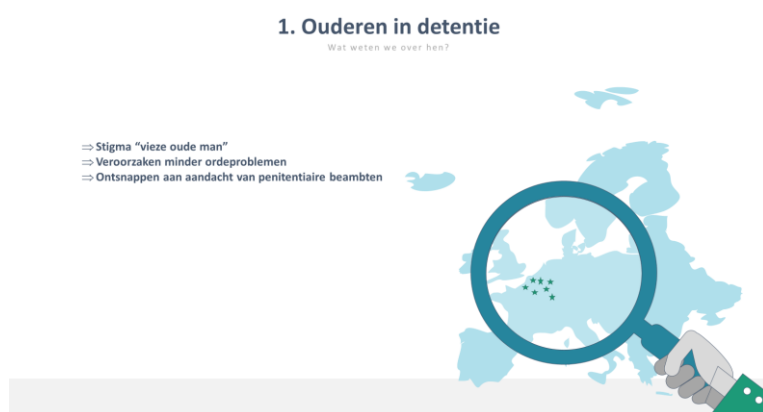 1. Ouderen in detentie
Wat weten we over hen?
⇒ Stigma “vieze oude man”
⇒ Veroorzaken minder ordeproblemen
⇒ Ontsnappen aan aandacht van penitentiaire beambten